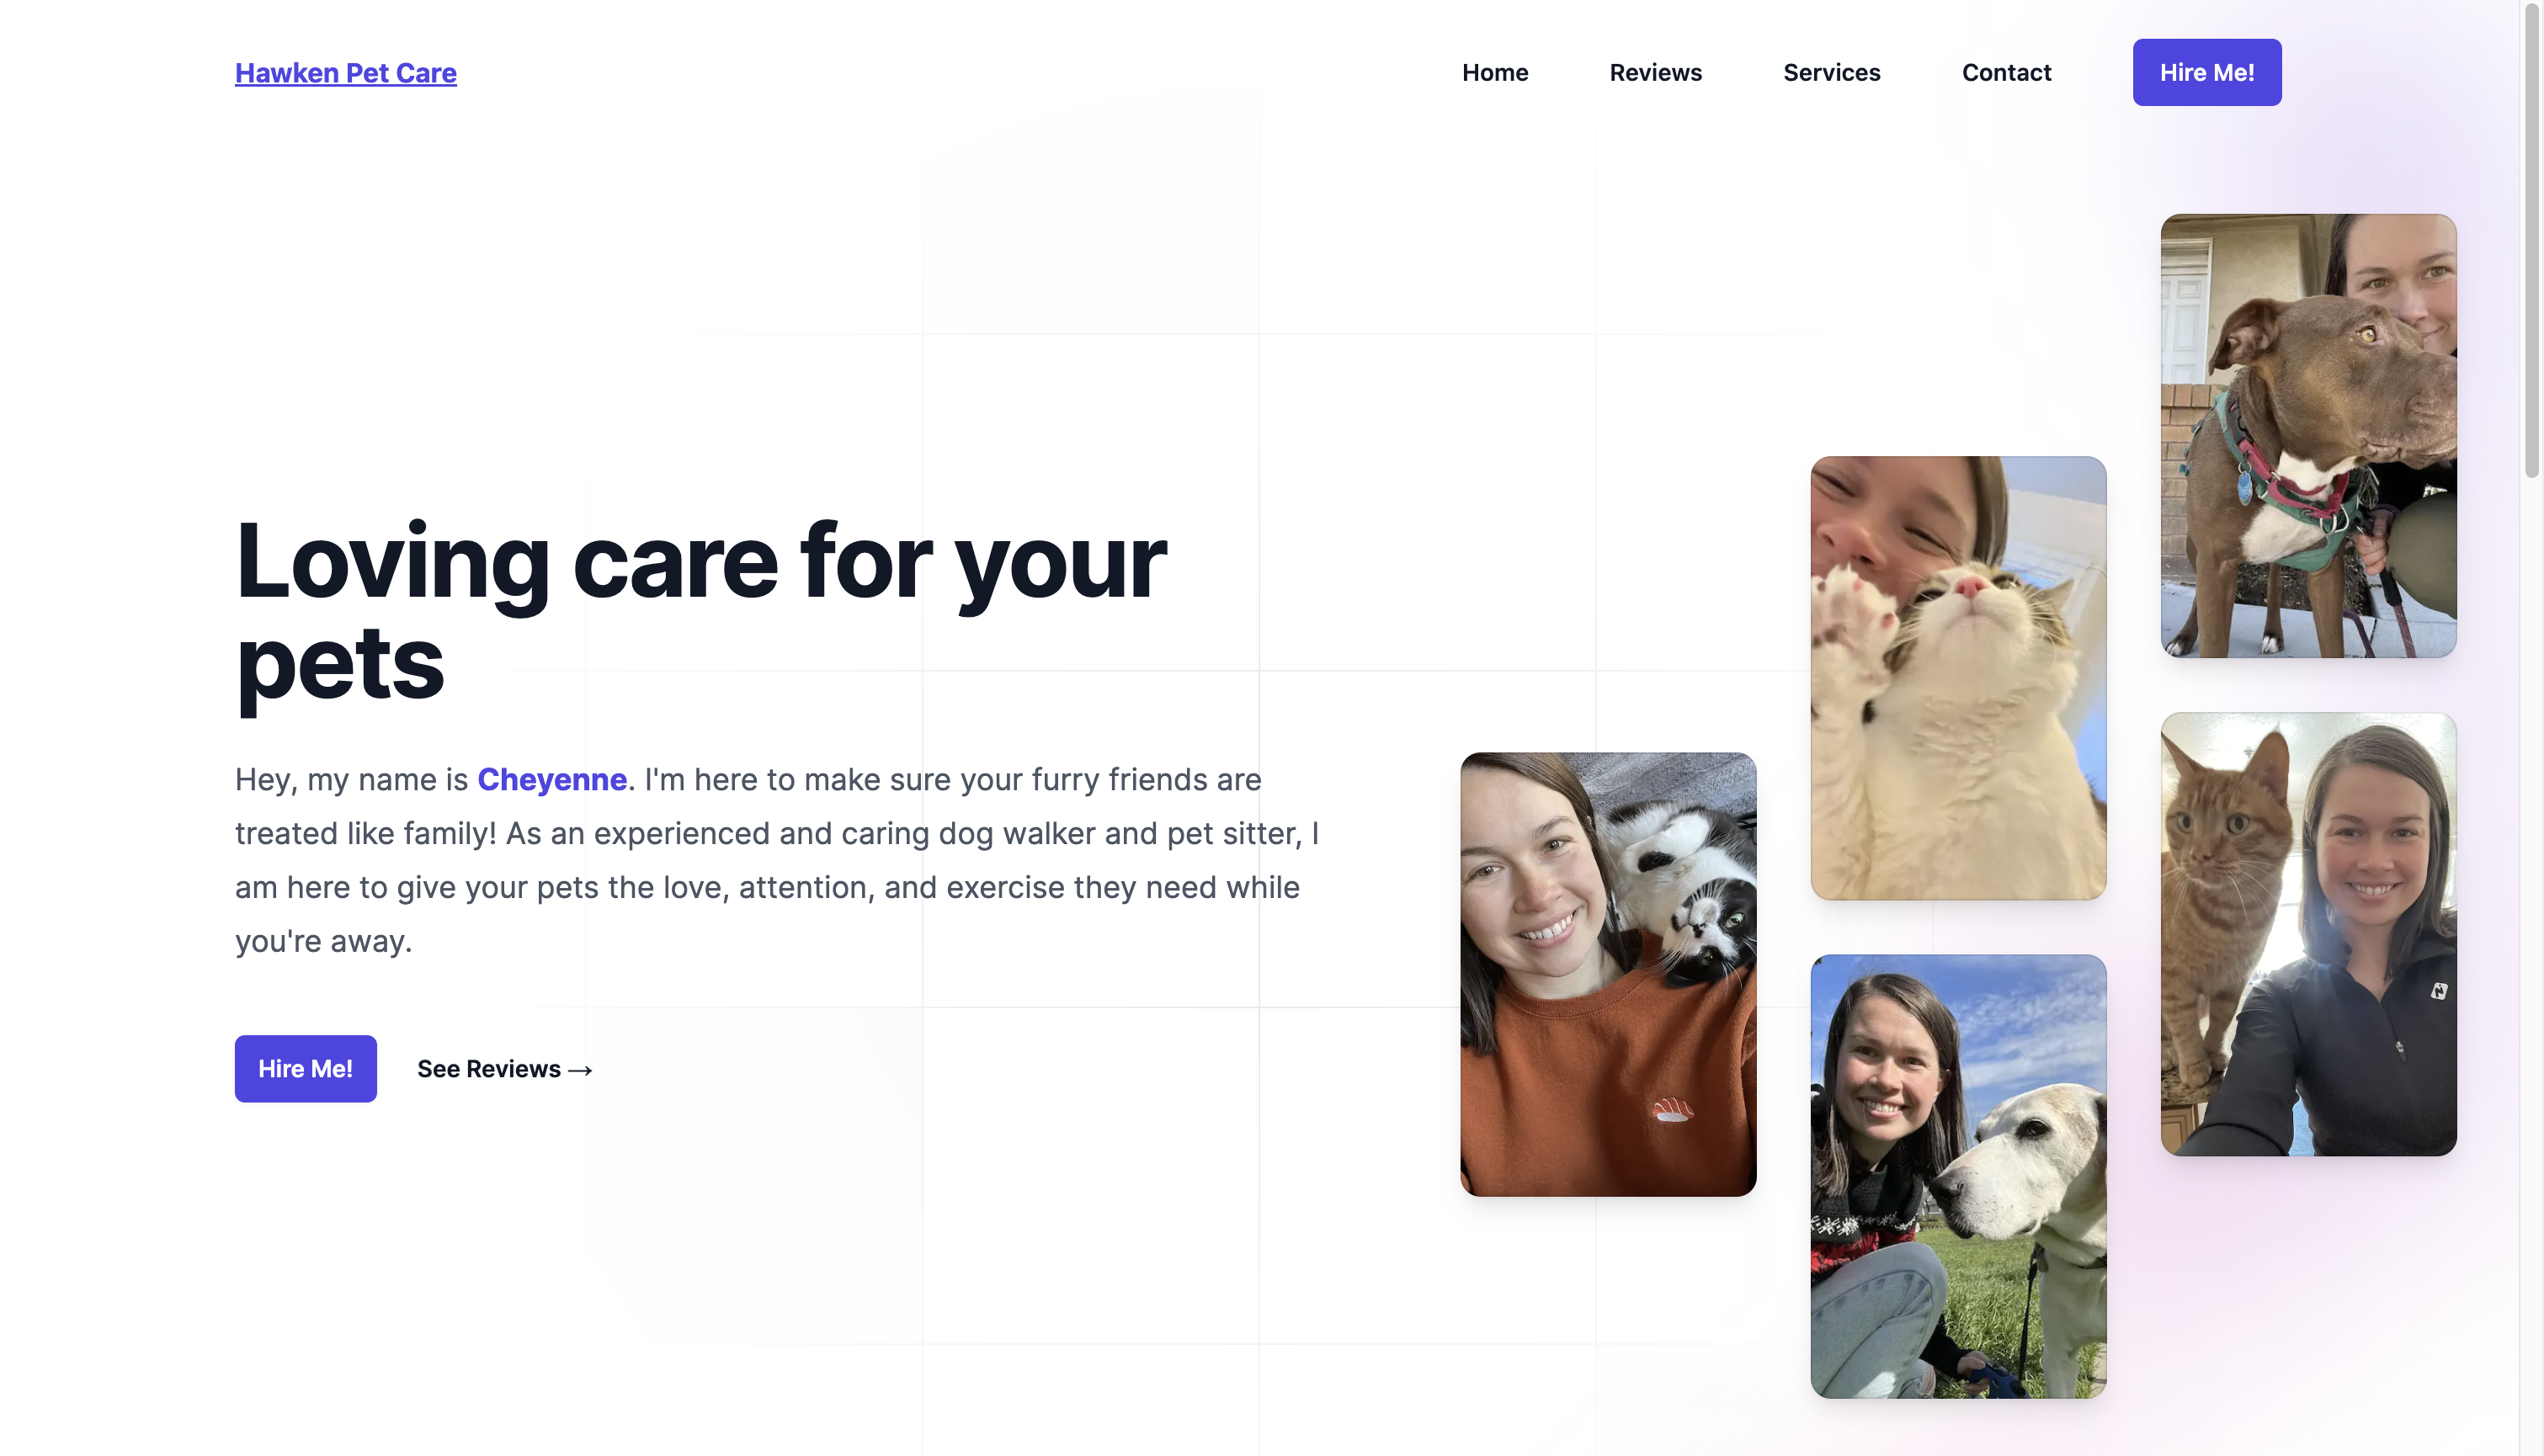 Hawken Pet Care
Home
Reviews
Services
Contact
Hire Me!
Loving care for your
pets
Hey, my name is Cheyenne. I'm here to make sure your furry friends are
treated like family! As an experienced and caring dog walker and pet sitter, I
am here to give your pets the love, attention, and exercise they need while
you're away.
Hire Me!
See Reviews →